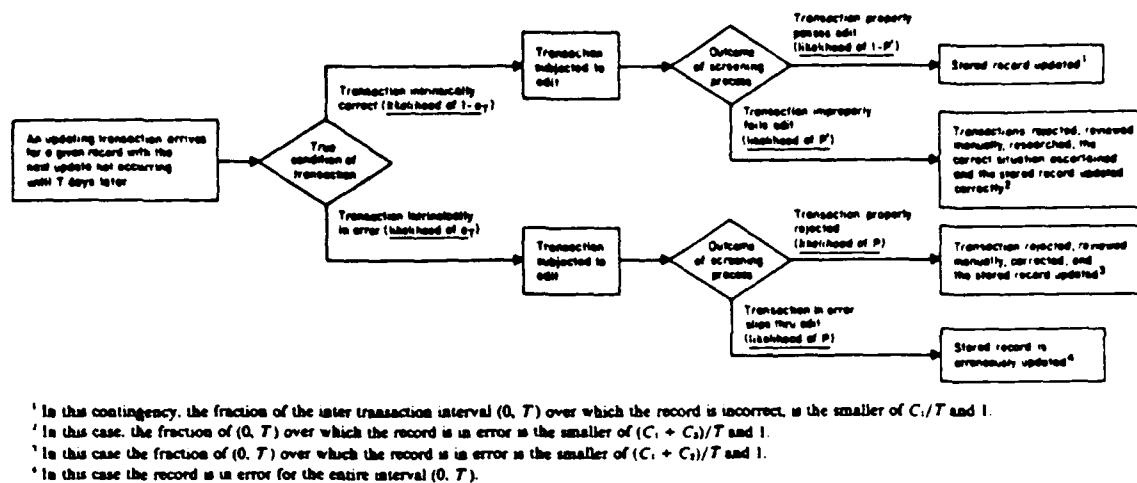 An updating transaction arrives
for a given record with the
next update not occurring
until T days later
True
condition of
transaction
Transaction intrinsically
correct (likelihood of 1-eT)
Transaction
subjected to
edit
Outcome
of screening
process
Transaction properly
passes edit
(likelihood of 1-P')
Stored record updated¹
Transaction improperly
fails edit
(likelihood of P')
Transactions rejected, reviewed
manually, researched, the
correct situation ascertained
and the stored record updated
correctly²
Transaction intrinsically
in error (likelihood of eT)
Transaction
subjected to
edit
Outcome
of screening
process
Transaction properly
rejected
(likelihood of P)
Transaction rejected, reviewed
manually, corrected, and
the stored record updated³
Transaction in error
slips thru edit
(likelihood of P)
Stored record is
erroneously updated⁴
¹ In this contingency, the fraction of the inter transaction interval (0, T) over which the record is incorrect, is the smaller of C₁/T and 1.
² In this case, the fraction of (0, T) over which the record is in error is the smaller of (C₁ + C₂)/T and 1.
³ In this case the fraction of (0, T) over which the record is in error is the smaller of (C₁ + C₂)/T and 1.
⁴ In this case the record is in error for the entire interval (0, T).